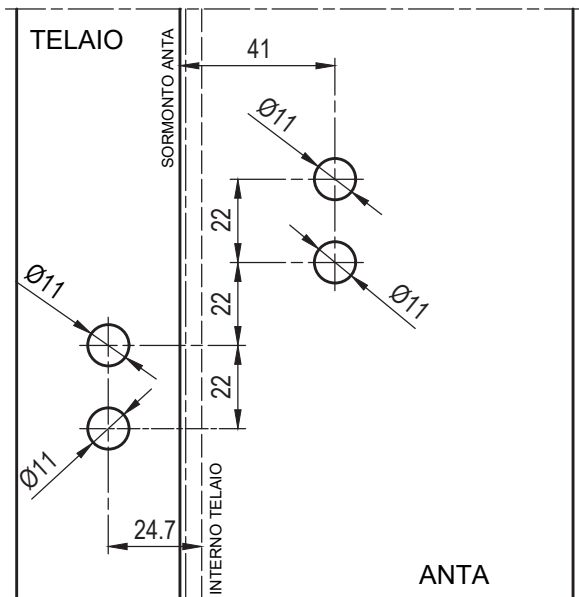 TELAIO
SORMONTO ANTA
41
Ø11
22
22
Ø11
Ø11
22
Ø11
24.7
INTERNO TELAIO
ANTA